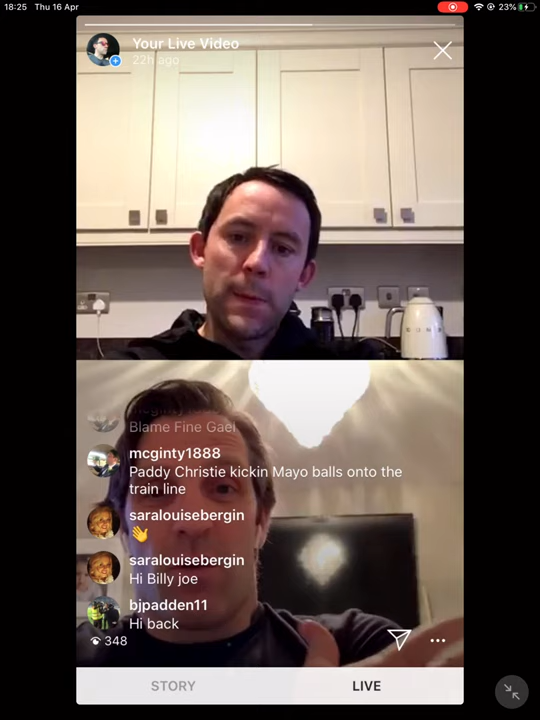 18:25 Thu 16 Apr 23%
Your Live Video
22h ago
Blame Fine Gael
mcginty1888
Paddy Christie kickin Mayo balls onto the
train line
saralouisebergin
👋
saralouisebergin
Hi Billy joe
bjpadden11
Hi back
348
STORY LIVE